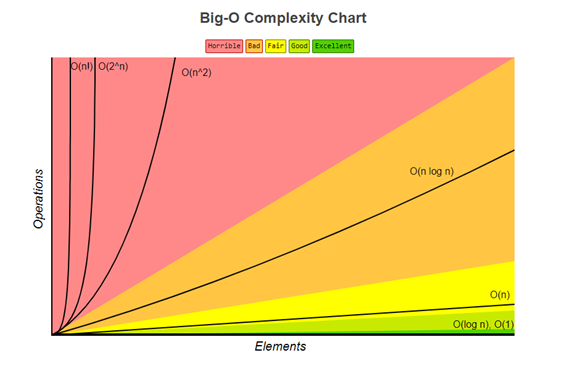 Big-O Complexity Chart
Horrible Bad Fair Good Excellent
O(n!) O(2^n)
O(n^2)
O(n log n)
O(n)
O(log n), O(1)
Operations
Elements